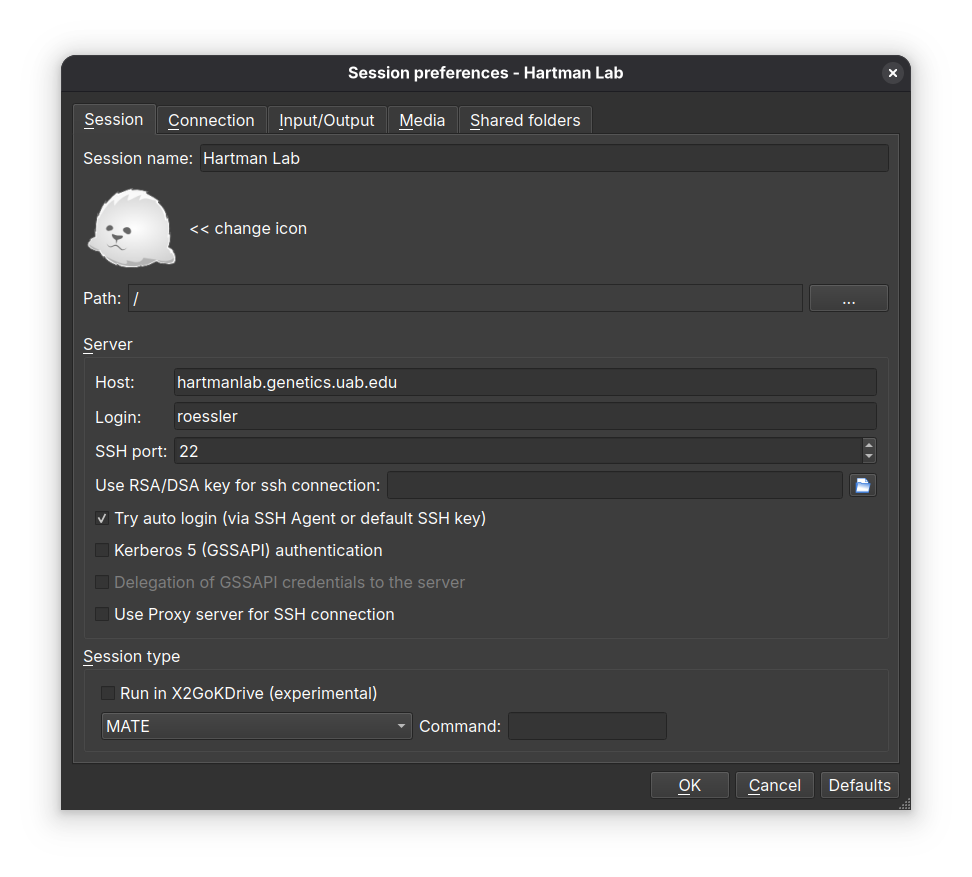 Session preferences - Hartman Lab
Session Connection Input/Output Media Shared folders
Session name: Hartman Lab
<< change icon
Path: / ...
Server
Host: hartmanlab.genetics.uab.edu
Login: roessler
SSH port: 22
Use RSA/DSA key for ssh connection:
Try auto login (via SSH Agent or default SSH key)
Kerberos 5 (GSSAPI) authentication
Delegation of GSSAPI credentials to the server
Use Proxy server for SSH connection
Session type
Run in X2GoKDrive (experimental)
MATE Command:
OK Cancel Defaults